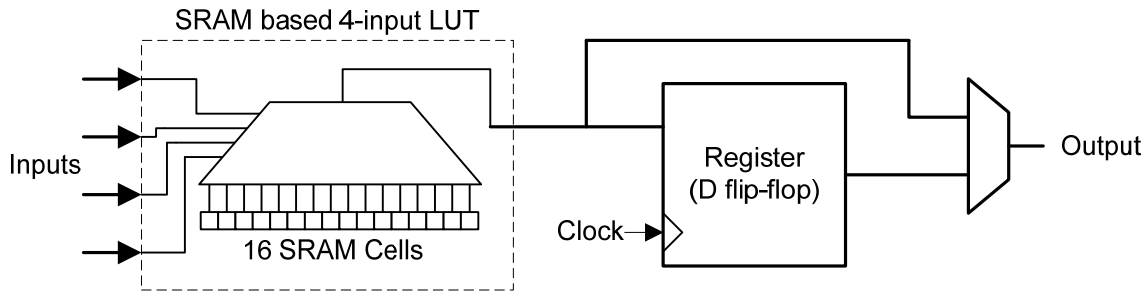 SRAM based 4-input LUT
Inputs
16 SRAM Cells
Register
(D flip-flop)
Clock
Output